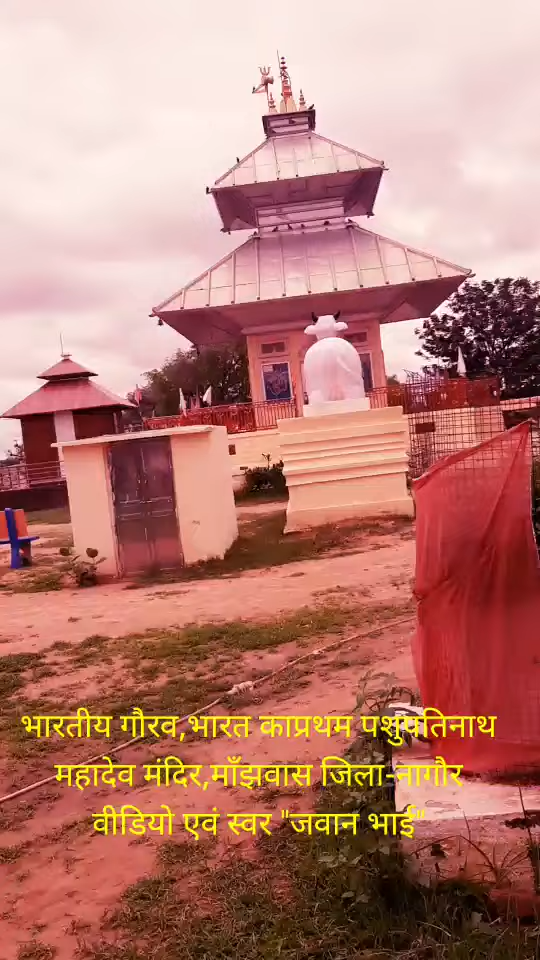 भारतीय गौरव,भारत काप्रथम पशुपतिनाथ
महादेव मंदिर,माँझवास जिला-नागौर
वीडियो एवं स्वर "जवान भाई"